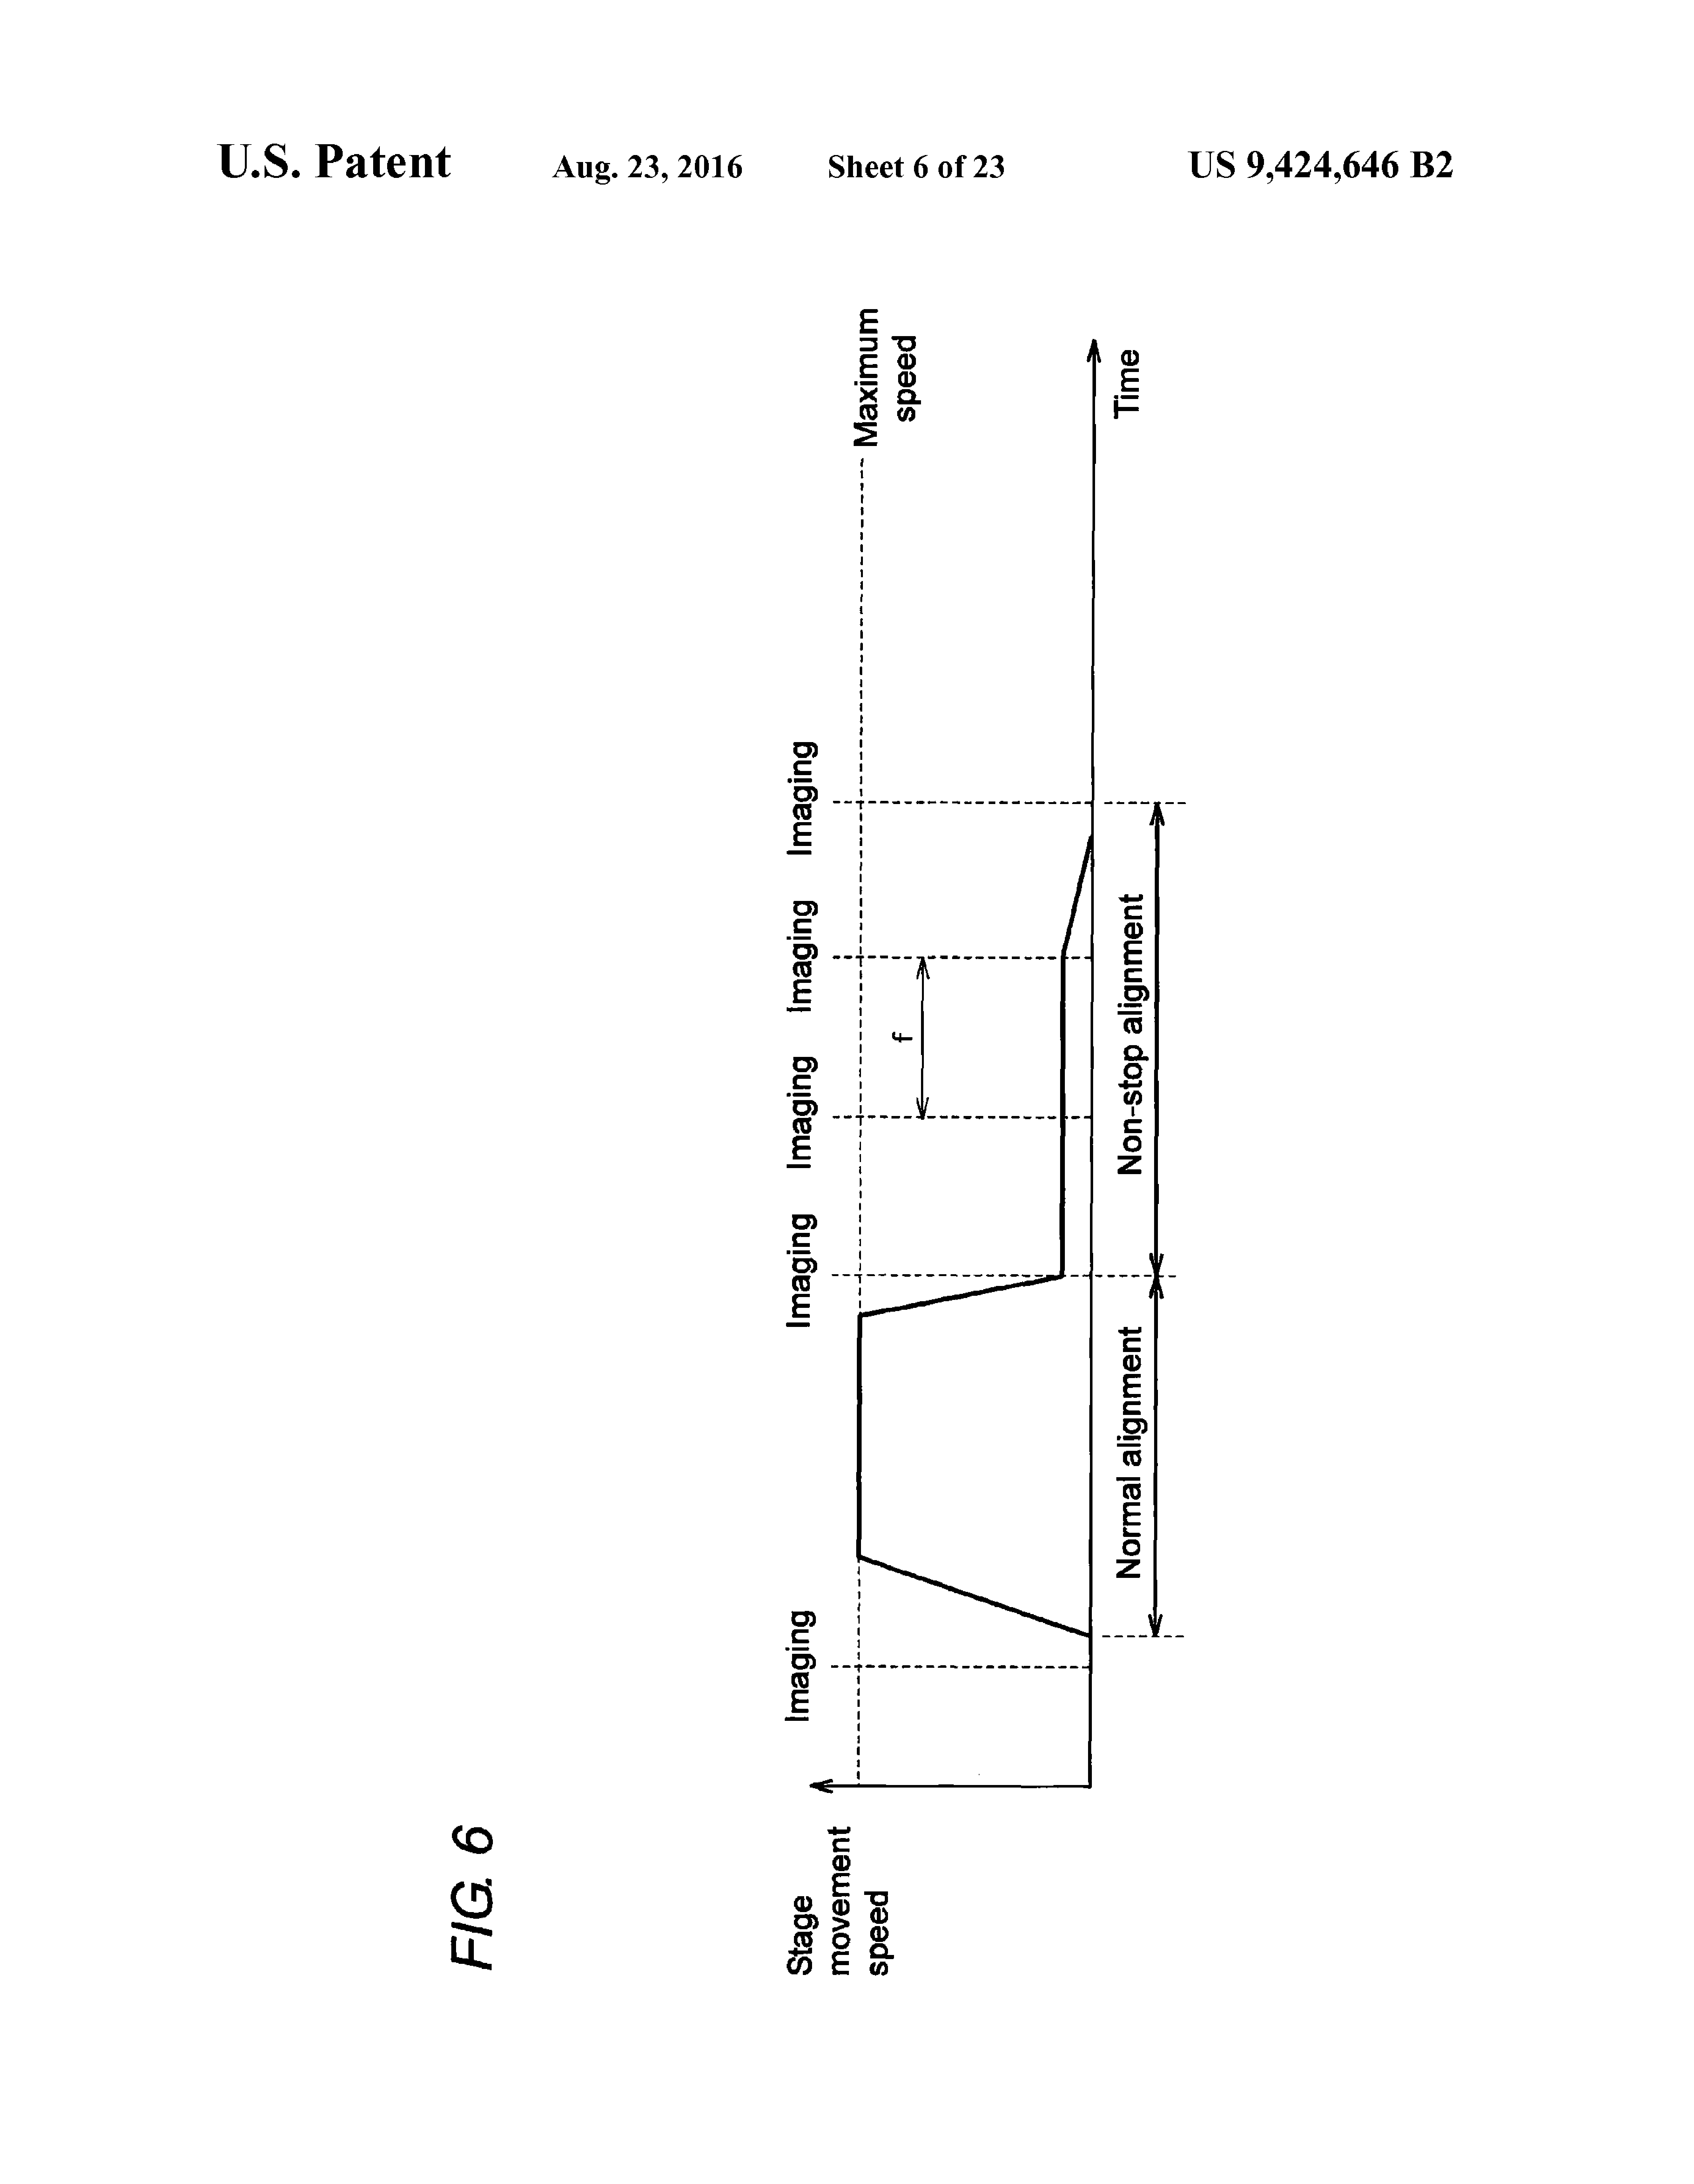 U.S. Patent Aug. 23, 2016 Sheet 6 of 23 US 9,424,646 B2
FIG. 6
Stage
movement
speed
Imaging Imaging Imaging Imaging Imaging
Maximum
speed
f
Time
Normal alignment Non-stop alignment